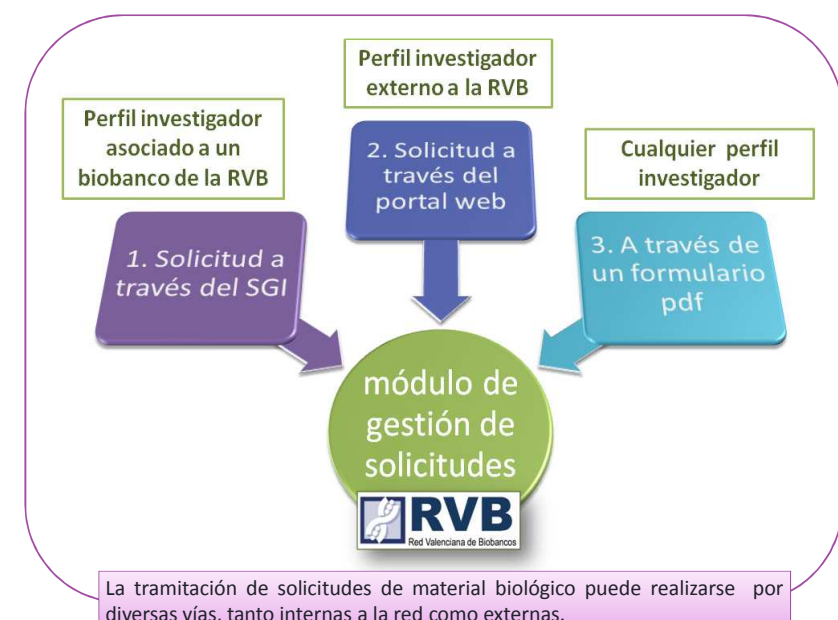 Perfil investigador
externo a la RVB
Perfil investigador
asociado a un
biobanco de la RVB
2. Solicitud a
través del
portal web
Cualquier perfil
investigador
1. Solicitud a
través del SGI
3. A través de
un formulario
pdf
módulo de
gestión de
solicitudes
RVB
Red Valenciana de Biobancos
La tramitación de solicitudes de material biológico puede realizarse por
diversas vías, tanto internas a la red como externas.